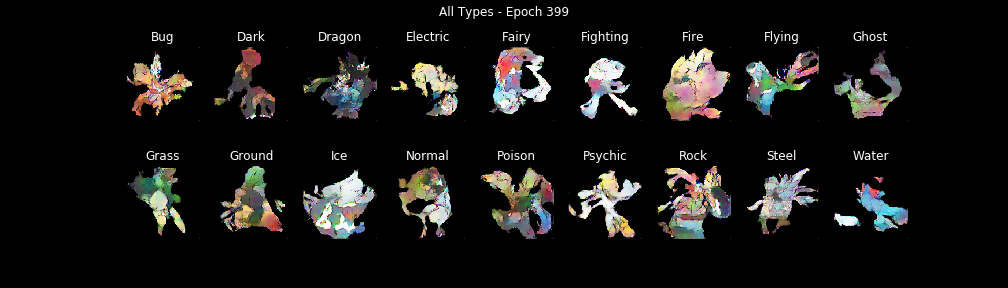 All Types - Epoch 399
Bug Dark Dragon Electric Fairy Fighting Fire Flying Ghost
Grass Ground Ice Normal Poison Psychic Rock Steel Water